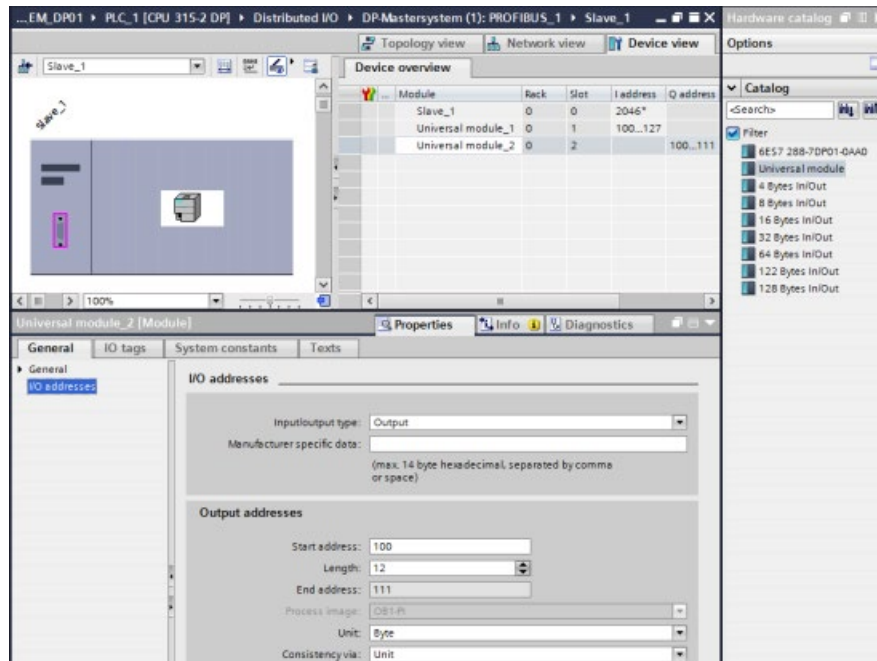 ...EM_DP01 ▸ PLC_1 [CPU 315-2 DP] ▸ Distributed I/O ▸ DP-Mastersystem (1): PROFIBUS_1 ▸ Slave_1
Hardware catalog
Topology view Network view Device view
Options
Slave_1
Device overview
Module Rack Slot I address Q address
Slave_1 0 0 2046*
Universal module_1 0 1 100...127
Universal module_2 0 2 100...111
slave_1
Catalog
<Search>
Filter
6ES7 288-7DP01-0AA0
Universal module
4 Bytes In/Out
8 Bytes In/Out
16 Bytes In/Out
32 Bytes In/Out
64 Bytes In/Out
122 Bytes In/Out
128 Bytes In/Out
100%
Universal module_2 [Module]
Properties Info Diagnostics
General IO tags System constants Texts
General
I/O addresses
I/O addresses
Input/output type: Output
Manufacturer specific data:
(max. 14 byte hexadecimal, separated by comma
or space)
Output addresses
Start address: 100
Length: 12
End address: 111
Process image: OB1-PI
Unit: Byte
Consistency via: Unit